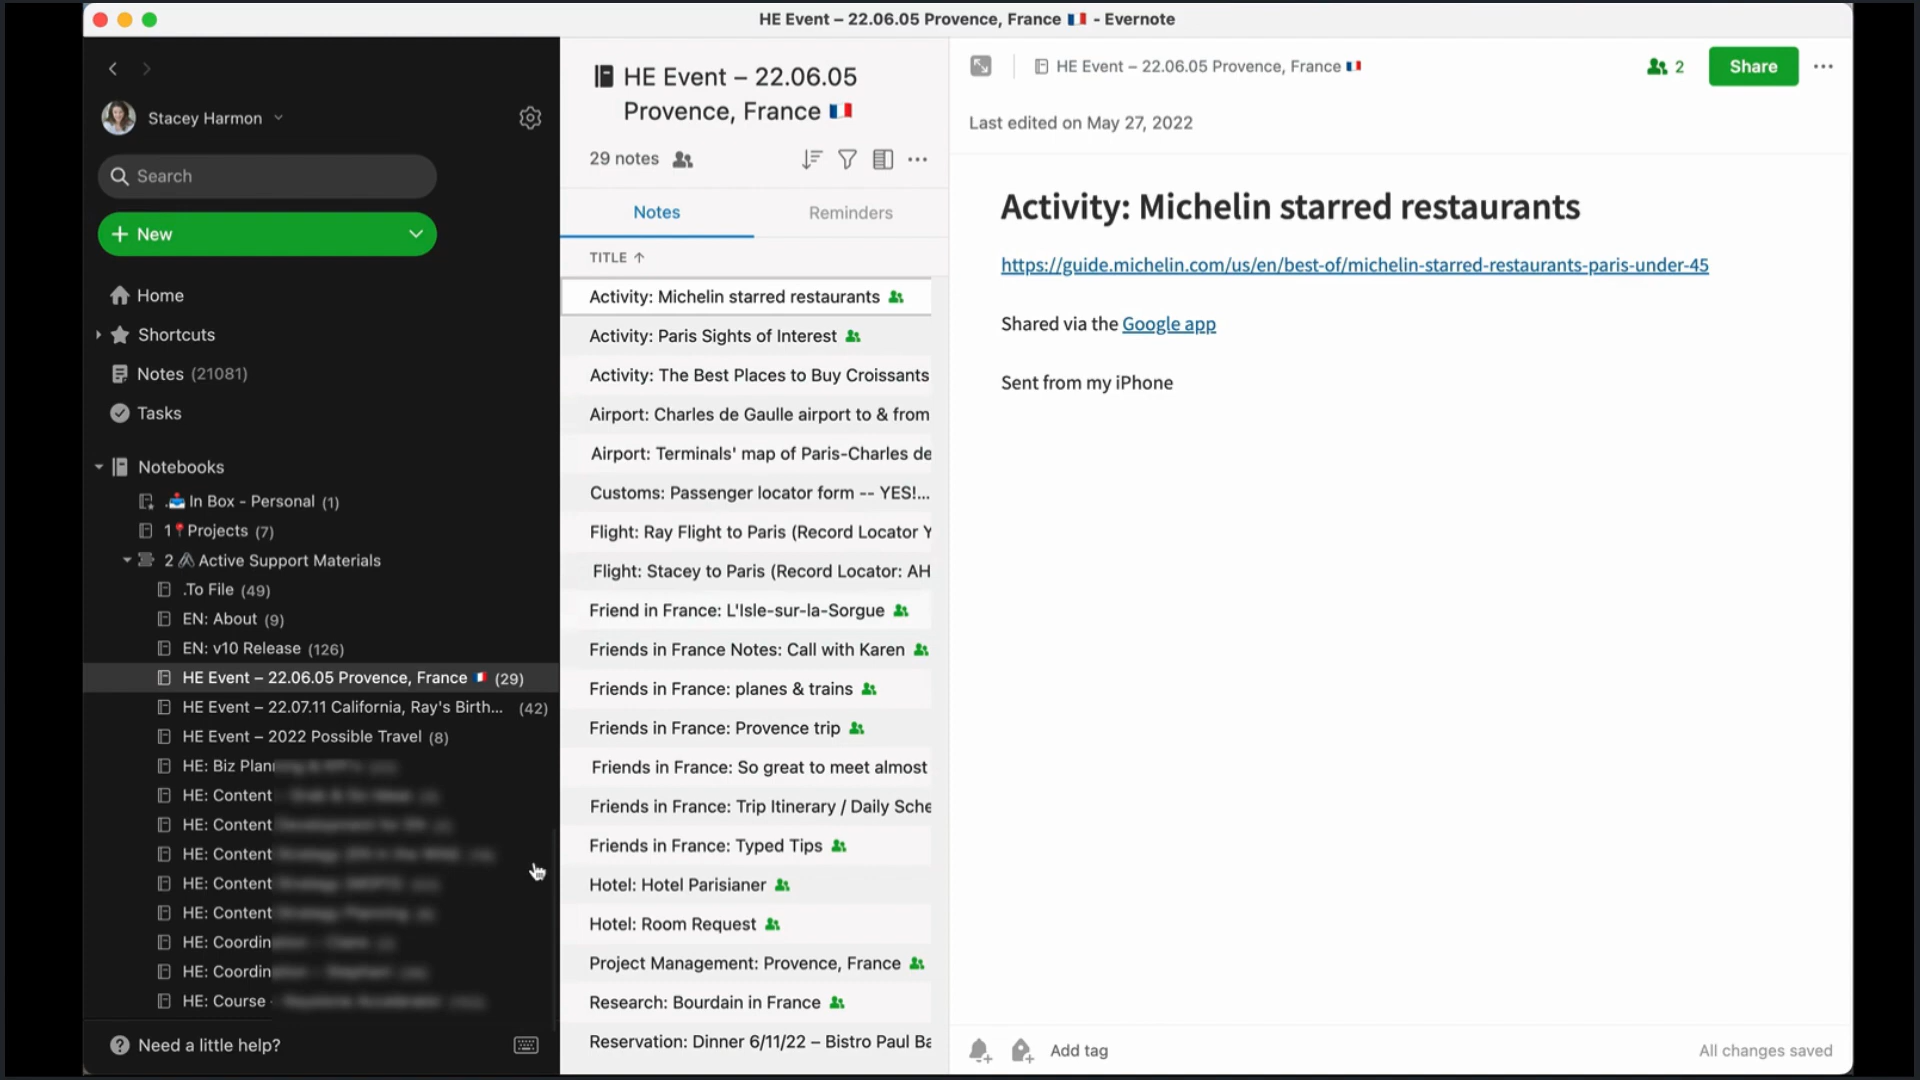 HE Event – 22.06.05 Provence, France 🇫🇷 - Evernote
Stacey Harmon
Search
New
Home
Shortcuts
Notes (21081)
Tasks
Notebooks
.📥 In Box - Personal (1)
1📍Projects (7)
2 🖇 Active Support Materials
.To File (49)
EN: About (9)
EN: v10 Release (126)
HE Event – 22.06.05 Provence, France 🇫🇷 (29)
HE Event – 22.07.11 California, Ray's Birth... (42)
HE Event – 2022 Possible Travel (8)
HE: Biz Plan
HE: Content
HE: Content
HE: Content
HE: Content
HE: Content
HE: Coordin
HE: Coordin
HE: Course
Need a little help?
HE Event – 22.06.05
Provence, France 🇫🇷
29 notes
Notes
Reminders
TITLE ↑
Activity: Michelin starred restaurants
Activity: Paris Sights of Interest
Activity: The Best Places to Buy Croissants
Airport: Charles de Gaulle airport to & from
Airport: Terminals' map of Paris-Charles de
Customs: Passenger locator form -- YES!...
Flight: Ray Flight to Paris (Record Locator Y
Flight: Stacey to Paris (Record Locator: AH
Friend in France: L'Isle-sur-la-Sorgue
Friends in France Notes: Call with Karen
Friends in France: planes & trains
Friends in France: Provence trip
Friends in France: So great to meet almost
Friends in France: Trip Itinerary / Daily Sche
Friends in France: Typed Tips
Hotel: Hotel Parisianer
Hotel: Room Request
Project Management: Provence, France
Research: Bourdain in France
Reservation: Dinner 6/11/22 – Bistro Paul Ba
HE Event – 22.06.05 Provence, France 🇫🇷
2
Share
Last edited on May 27, 2022
Activity: Michelin starred restaurants
https://guide.michelin.com/us/en/best-of/michelin-starred-restaurants-paris-under-45
Shared via the Google app
Sent from my iPhone
Add tag
All changes saved